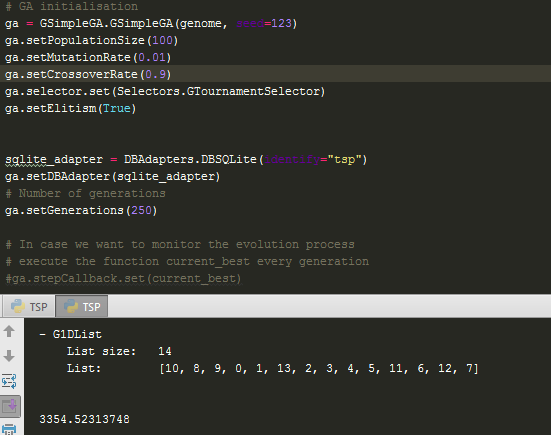 # GA initialisation
ga = GSimpleGA.GSimpleGA(genome, seed=123)
ga.setPopulationSize(100)
ga.setMutationRate(0.01)
ga.setCrossoverRate(0.9)
ga.selector.set(Selectors.GTournamentSelector)
ga.setElitism(True)
sqlite_adapter = DBAdapters.DBSQLite(identify="tsp")
ga.setDBAdapter(sqlite_adapter)
# Number of generations
ga.setGenerations(250)
# In case we want to monitor the evolution process
# execute the function current_best every generation
#ga.stepCallback.set(current_best)
TSP TSP
- G1DList
List size: 14
List: [10, 8, 9, 0, 1, 13, 2, 3, 4, 5, 11, 6, 12, 7]
3354.52313748